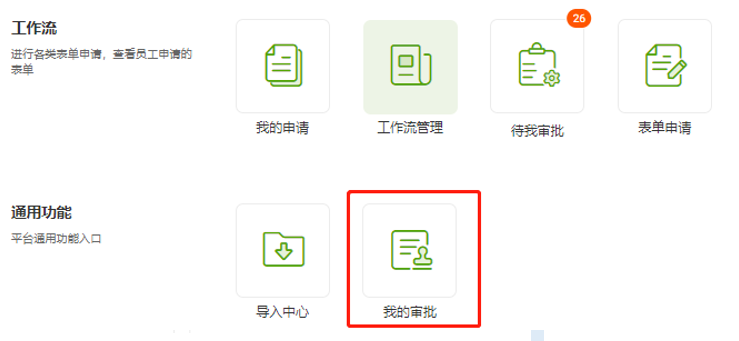 工作流
进行各类表单申请，查看员工申请的
表单
26
我的申请
工作流管理
待我审批
表单申请
通用功能
平台通用功能入口
导入中心
我的审批